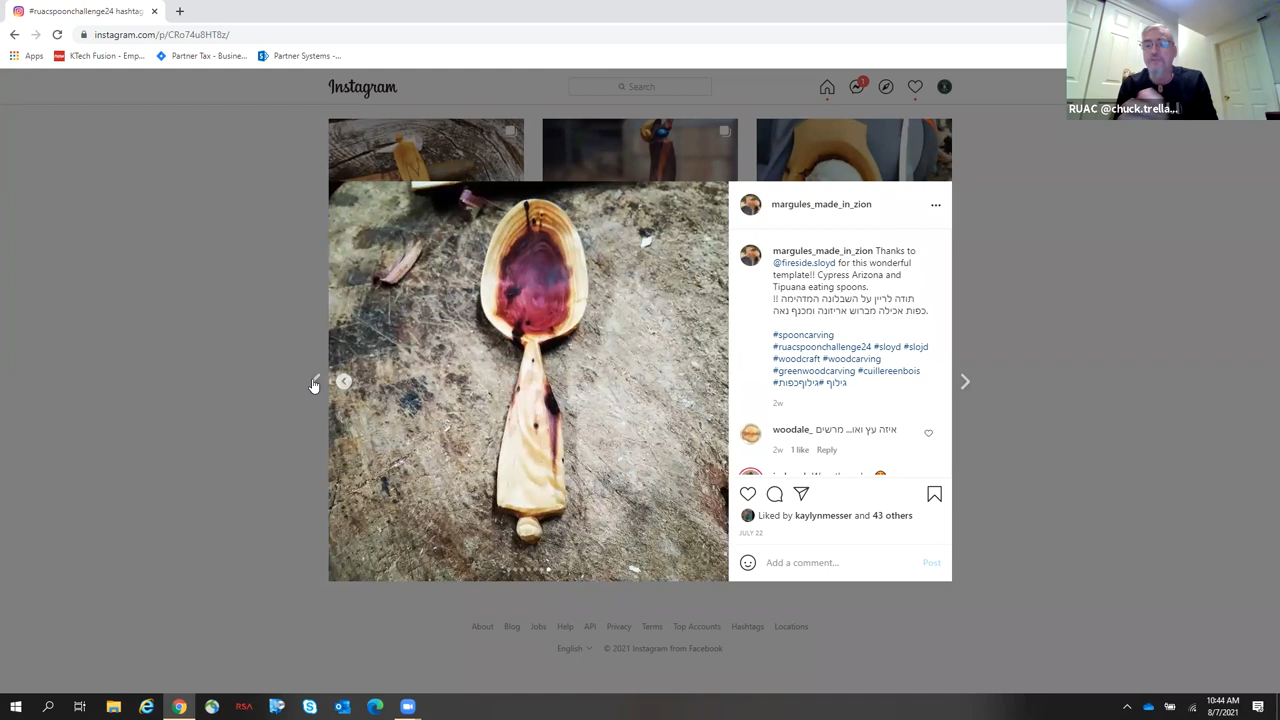 #ruacspoonchallenge24 hashtag
instagram.com/p/CRo74u8HT8z/
Apps
KTech Fusion - Emp...
Partner Tax - Busine...
Partner Systems -...
RUAC @chuck.trella...
Instagram
Search
1
margules_made_in_zion
margules_made_in_zion Thanks to
@fireside.sloyd for this wonderful
template!! Cypress Arizona and
Tipuana eating spoons.
תודה לריין על השבלונה המדהימה !!
כפות אכילה מברוש אריזונה ומכנף נאה.
#spooncarving
#ruacspoonchallenge24 #sloyd #slojd
#woodcraft #woodcarving
#greenwoodcarving #cuillereenbois
#גילוף #גילוףכפות
2w
woodale_ איזה עץ ואו... מרשים
2w 1 like Reply
Liked by kaylynmesser and 43 others
JULY 22
Add a comment... Post
About Blog Jobs Help API Privacy Terms Top Accounts Hashtags Locations
English © 2021 Instagram from Facebook
RSA
10:44 AM
8/7/2021